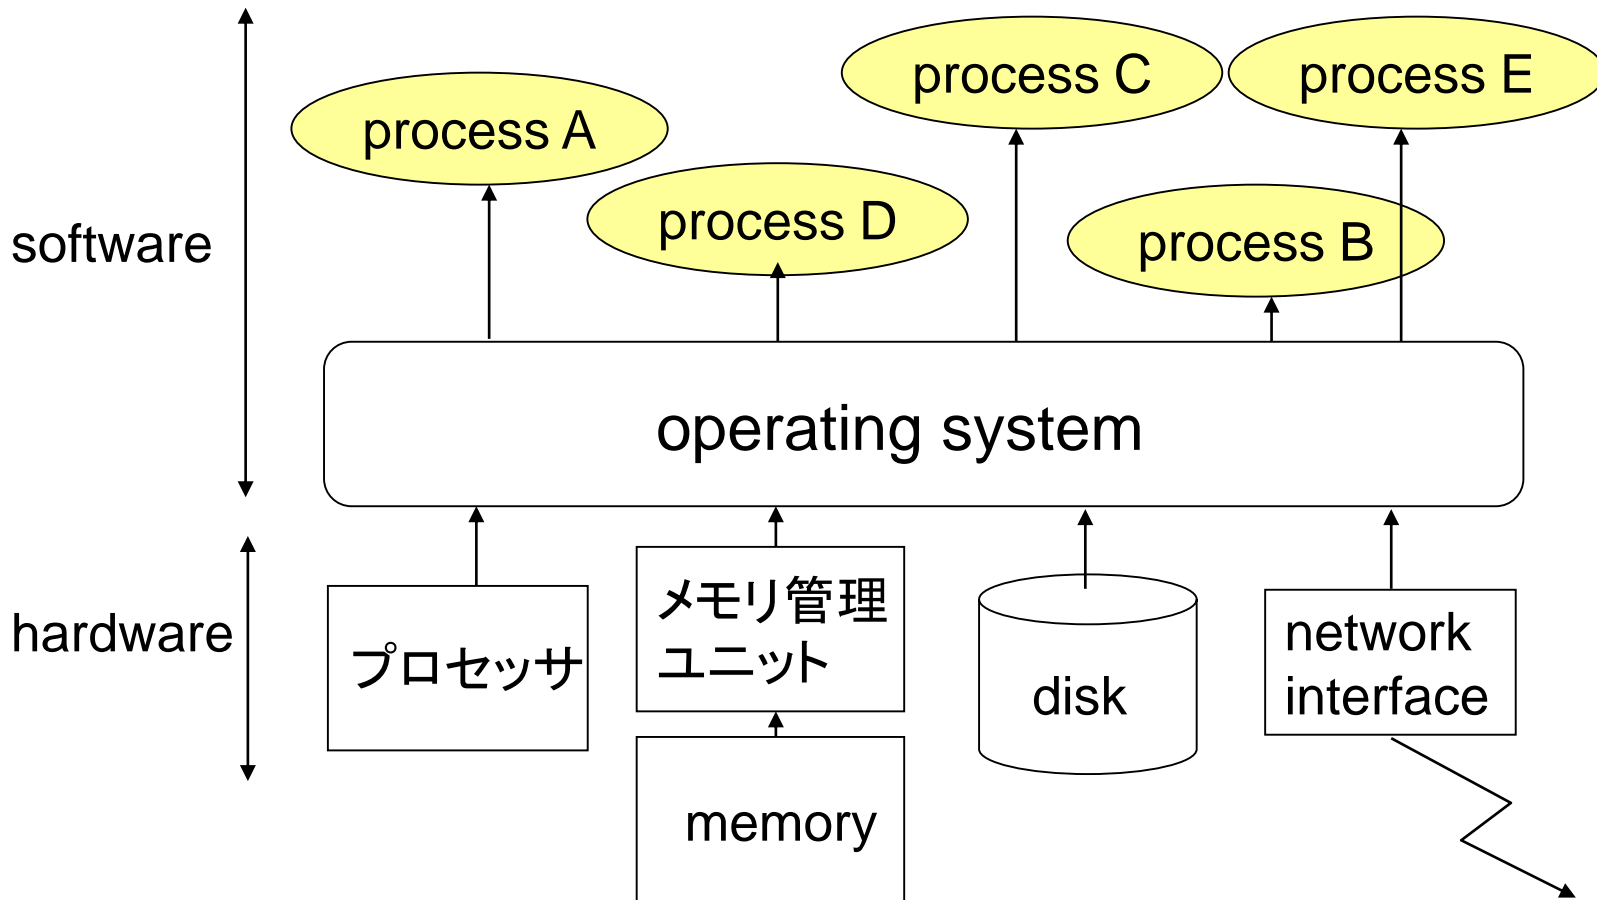 process C
process E
process A
process D
process B
software
operating system
hardware
プロセッサ
メモリ管理
ユニット
disk
network
interface
memory